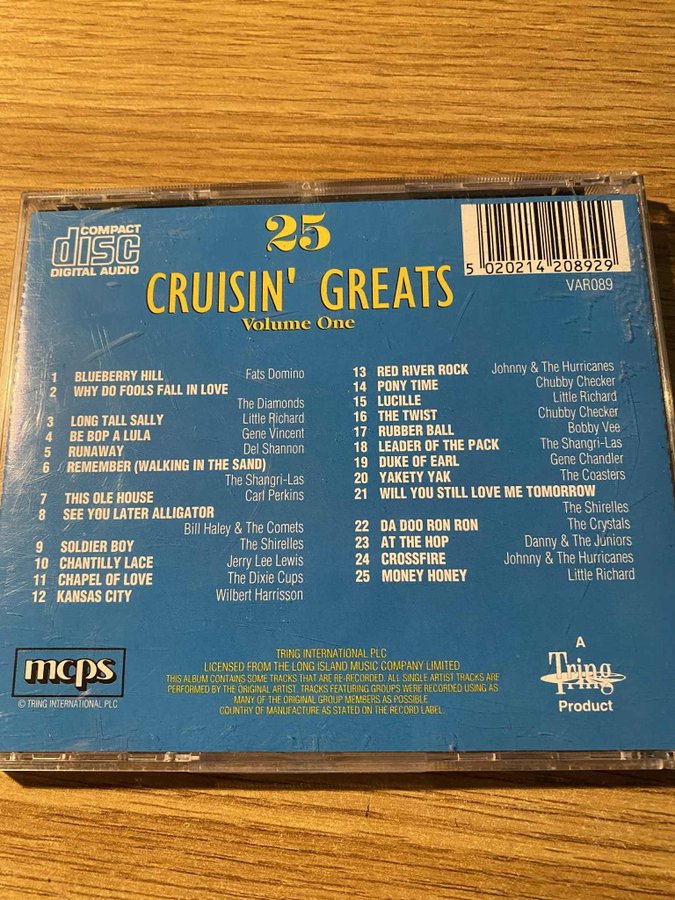 COMPACT
disc
DIGITAL AUDIO
25
CRUISIN' GREATS
Volume One
5 020214 208929
VAR089
1 BLUEBERRY HILL Fats Domino
2 WHY DO FOOLS FALL IN LOVE
The Diamonds
3 LONG TALL SALLY Little Richard
4 BE BOP A LULA Gene Vincent
5 RUNAWAY Del Shannon
6 REMEMBER (WALKING IN THE SAND)
The Shangri-Las
7 THIS OLE HOUSE Carl Perkins
8 SEE YOU LATER ALLIGATOR
Bill Haley & The Comets
9 SOLDIER BOY The Shirelles
10 CHANTILLY LACE Jerry Lee Lewis
11 CHAPEL OF LOVE The Dixie Cups
12 KANSAS CITY Wilbert Harrisson
13 RED RIVER ROCK Johnny & The Hurricanes
14 PONY TIME Chubby Checker
15 LUCILLE Little Richard
16 THE TWIST Chubby Checker
17 RUBBER BALL Bobby Vee
18 LEADER OF THE PACK The Shangri-Las
19 DUKE OF EARL Gene Chandler
20 YAKETY YAK The Coasters
21 WILL YOU STILL LOVE ME TOMORROW
The Shirelles
22 DA DOO RON RON The Crystals
23 AT THE HOP Danny & The Juniors
24 CROSSFIRE Johnny & The Hurricanes
25 MONEY HONEY Little Richard
mcps
© TRING INTERNATIONAL PLC
TRING INTERNATIONAL PLC
LICENSED FROM THE LONG ISLAND MUSIC COMPANY LIMITED
THIS ALBUM CONTAINS SOME TRACKS THAT ARE RE-RECORDED. ALL SINGLE ARTIST TRACKS ARE
PERFORMED BY THE ORIGINAL ARTIST. TRACKS FEATURING GROUPS WERE RECORDED USING AS
MANY OF THE ORIGINAL GROUP MEMBERS AS POSSIBLE.
COUNTRY OF MANUFACTURE AS STATED ON THE RECORD LABEL.
A
Tring
Product